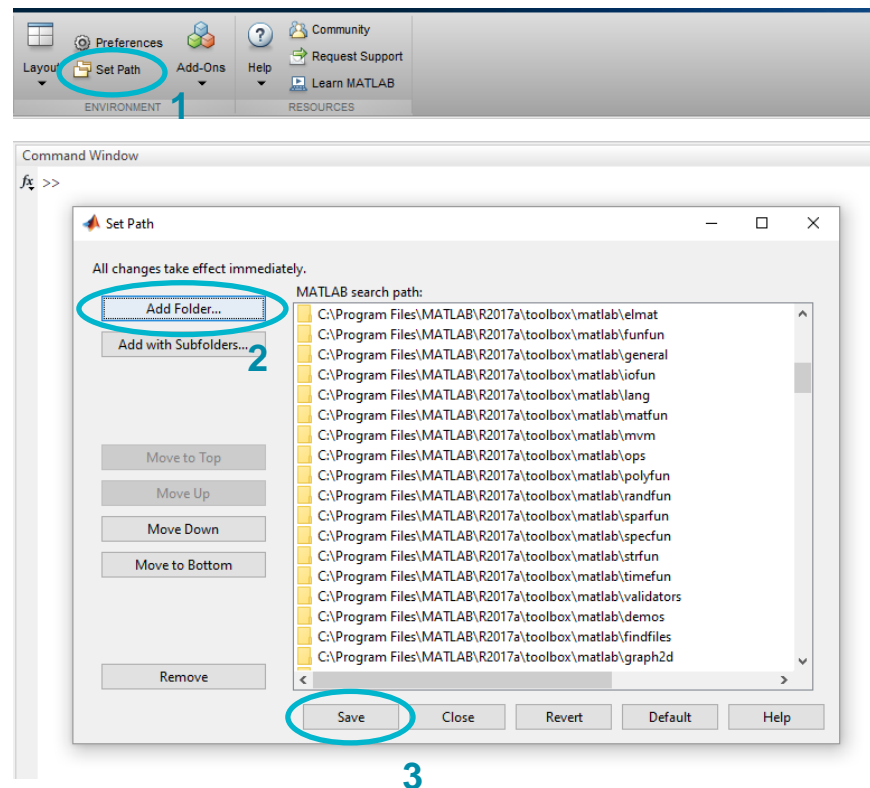 Preferences
Community
Request Support
Layout
Set Path
Add-Ons
Help
Learn MATLAB
1
ENVIRONMENT
RESOURCES
Command Window
fx >>
Set Path
All changes take effect immediately.
MATLAB search path:
Add Folder...
Add with Subfolders...
2
C:\Program Files\MATLAB\R2017a\toolbox\matlab\elmat
C:\Program Files\MATLAB\R2017a\toolbox\matlab\funfun
C:\Program Files\MATLAB\R2017a\toolbox\matlab\general
C:\Program Files\MATLAB\R2017a\toolbox\matlab\iofun
C:\Program Files\MATLAB\R2017a\toolbox\matlab\lang
C:\Program Files\MATLAB\R2017a\toolbox\matlab\matfun
C:\Program Files\MATLAB\R2017a\toolbox\matlab\mvm
C:\Program Files\MATLAB\R2017a\toolbox\matlab\ops
C:\Program Files\MATLAB\R2017a\toolbox\matlab\polyfun
C:\Program Files\MATLAB\R2017a\toolbox\matlab\randfun
C:\Program Files\MATLAB\R2017a\toolbox\matlab\sparfun
C:\Program Files\MATLAB\R2017a\toolbox\matlab\specfun
C:\Program Files\MATLAB\R2017a\toolbox\matlab\strfun
C:\Program Files\MATLAB\R2017a\toolbox\matlab\timefun
C:\Program Files\MATLAB\R2017a\toolbox\matlab\validators
C:\Program Files\MATLAB\R2017a\toolbox\matlab\demos
C:\Program Files\MATLAB\R2017a\toolbox\matlab\findfiles
C:\Program Files\MATLAB\R2017a\toolbox\matlab\graph2d
Move to Top
Move Up
Move Down
Move to Bottom
Remove
Save
Close
Revert
Default
Help
3